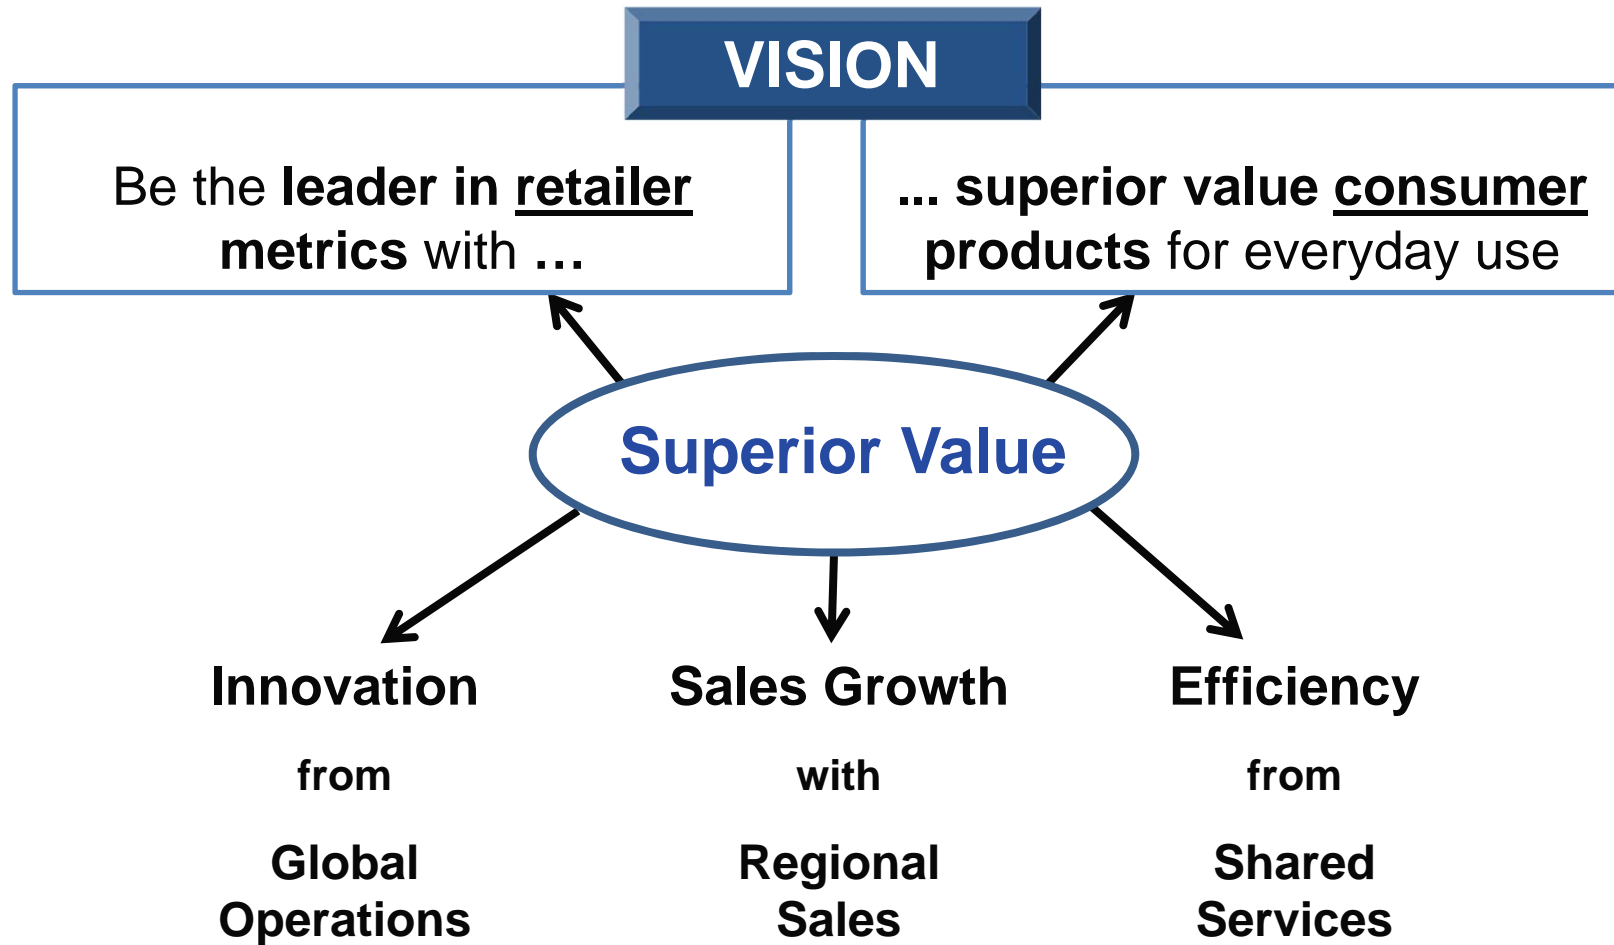 VISION
Be the leader in retailer
metrics with …
... superior value consumer
products for everyday use
Superior Value
Innovation
from
Global
Operations
Sales Growth
with
Regional
Sales
Efficiency
from
Shared
Services